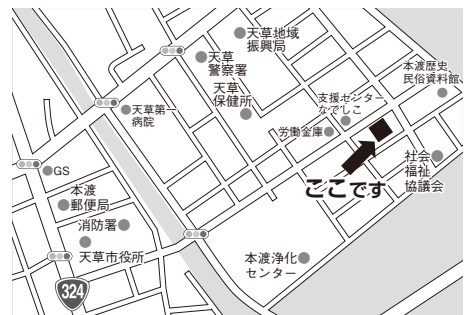 天草地域
振興局
天草
警察署
本渡歴史
民俗資料館
天草
保健所
支援センター
なでしこ
天草第一
病院
労働金庫
社会
福祉
協議会
ここです
GS
本渡
郵便局
消防署
天草市役所
本渡浄化
センター
324